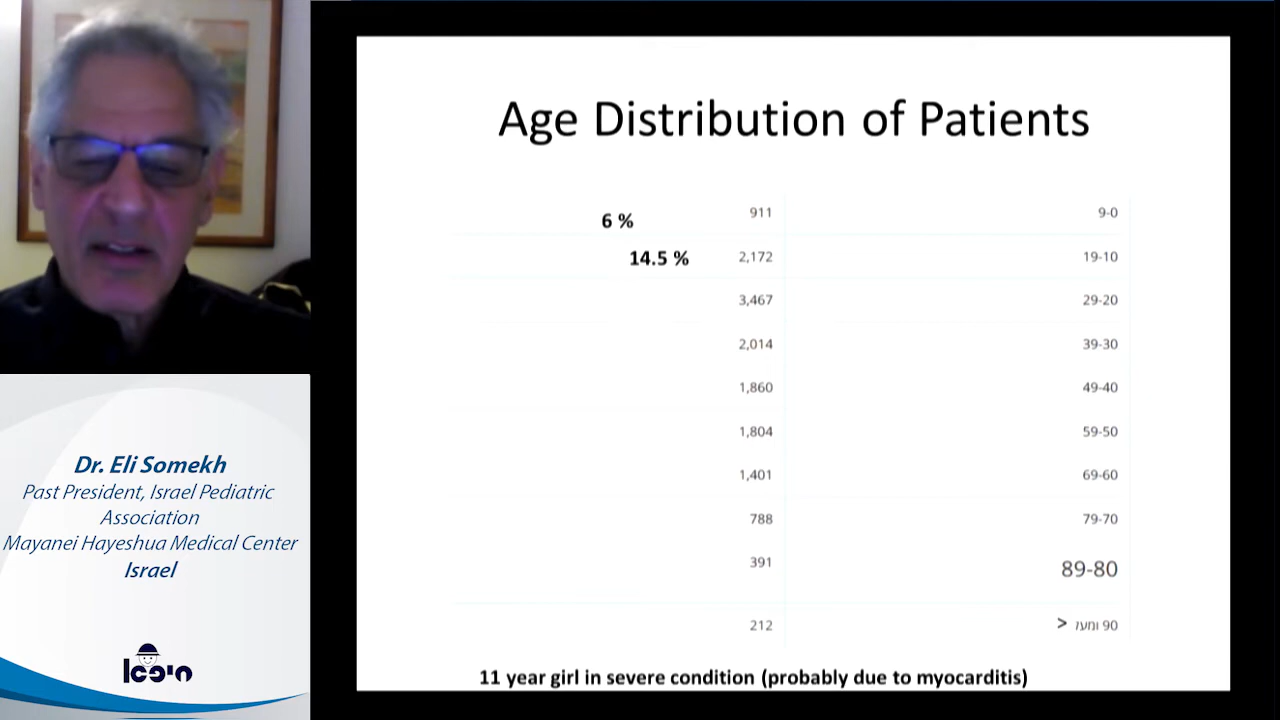 Age Distribution of Patients
6 % 911 9-0
14.5 % 2,172 19-10
3,467 29-20
2,014 39-30
1,860 49-40
1,804 59-50
1,401 69-60
788 79-70
391 89-80
212 > 90 ומע
11 year girl in severe condition (probably due to myocarditis)
Dr. Eli Somekh
Past President, Israel Pediatric
Association
Mayanei Hayeshua Medical Center
Israel
חיפכא